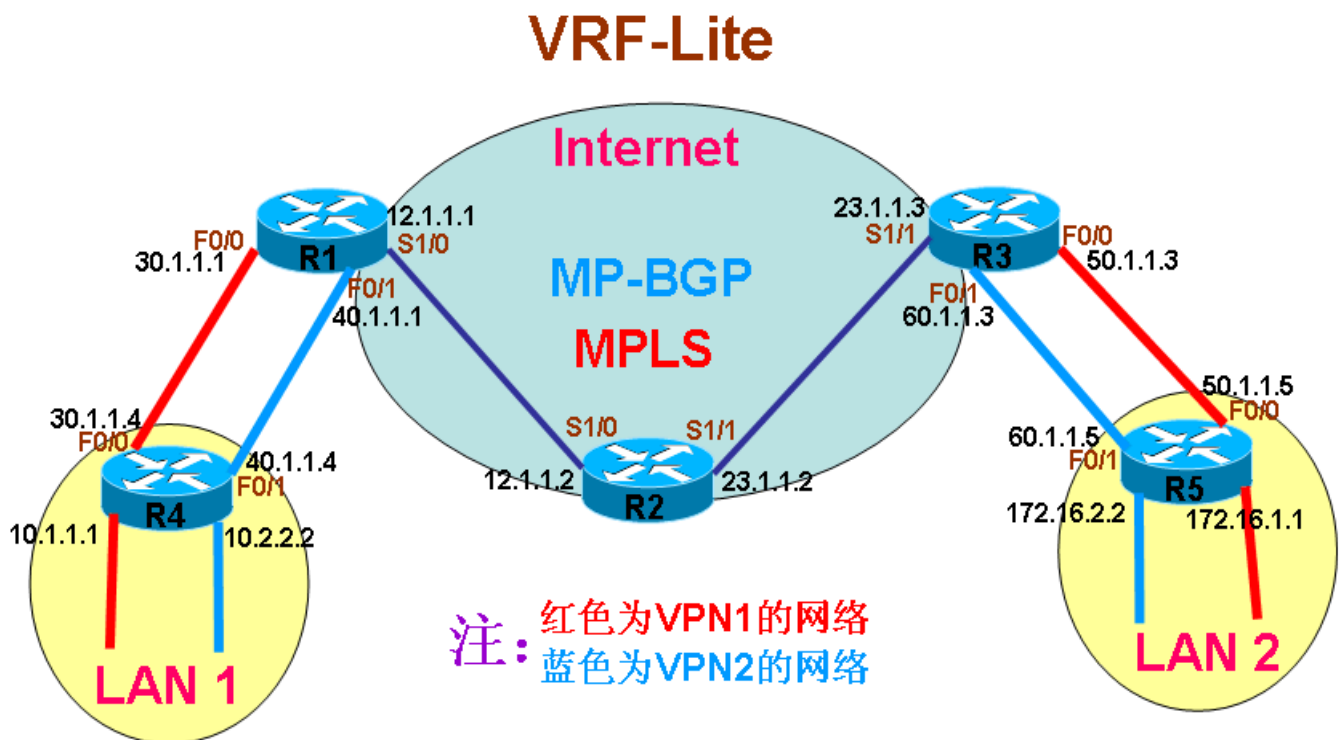 VRF-Lite
Internet
MP-BGP
MPLS
12.1.1.1
F0/0
S1/0
30.1.1.1
R1
F0/1
40.1.1.1
23.1.1.3
S1/1
F0/0
R3
50.1.1.3
F0/1
60.1.1.3
30.1.1.4
F0/0
40.1.1.4
F0/1
R4
10.1.1.1
10.2.2.2
LAN 1
S1/0
S1/1
12.1.1.2
23.1.1.2
R2
50.1.1.5
F0/0
60.1.1.5
F0/1
R5
172.16.2.2
172.16.1.1
LAN 2
注：
红色为VPN1的网络
蓝色为VPN2的网络